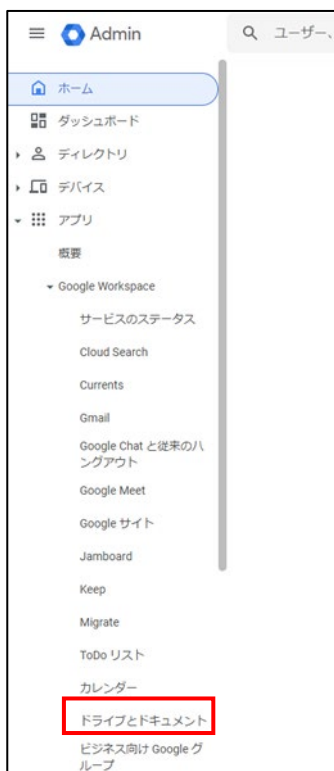 Admin
ユーザー、
ホーム
ダッシュボード
ディレクトリ
デバイス
アプリ
概要
Google Workspace
サービスのステータス
Cloud Search
Currents
Gmail
Google Chat と従来のハ
ングアウト
Google Meet
Google サイト
Jamboard
Keep
Migrate
ToDo リスト
カレンダー
ドライブとドキュメント
ビジネス向け Google グ
ループ